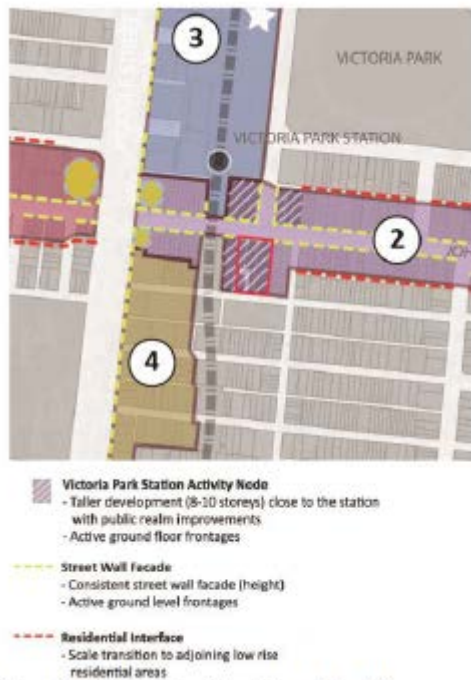 3
VICTORIA PARK
VICTORIA PARK STATION
2
4
Victoria Park Station Activity Node
- Taller development (8-10 storeys) close to the station
with public realm improvements
- Active ground floor frontages
Street Wall Facade
- Consistent street wall facade (height)
- Active ground level frontages
Residential Interface
- Scale transition to adjoining low rise
residential areas